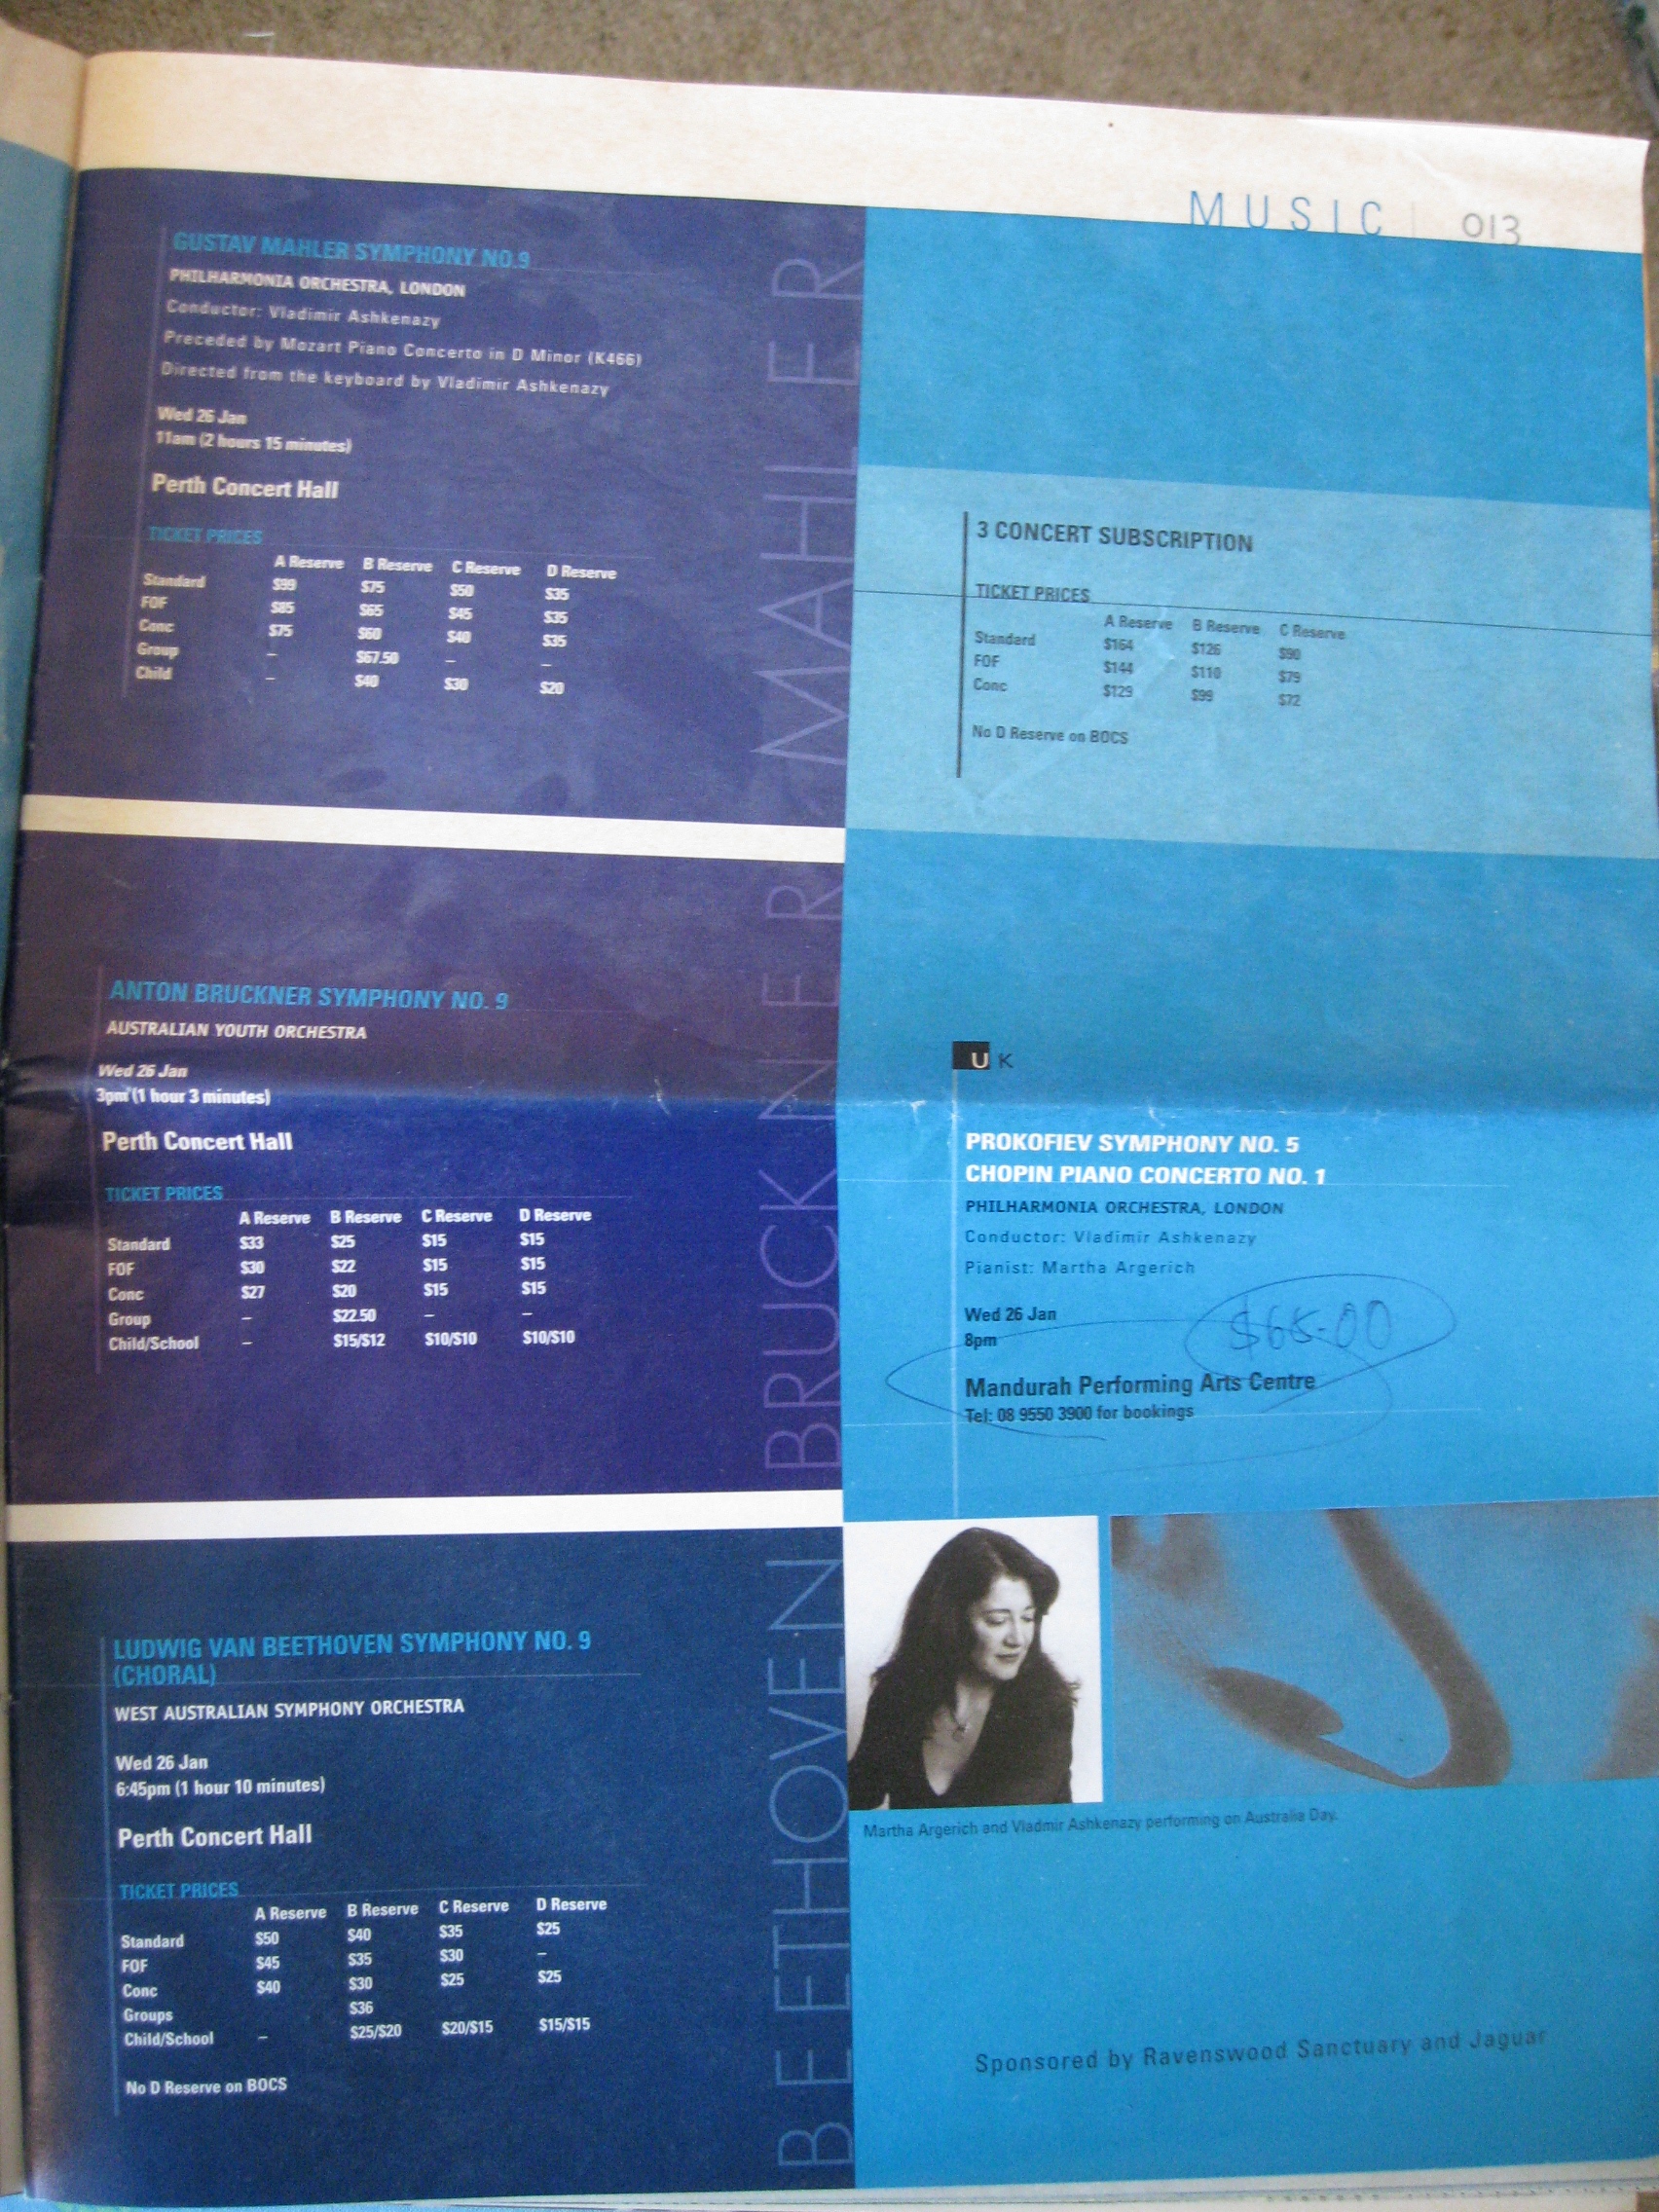 MUSIC | 013
GUSTAV MAHLER SYMPHONY NO.9
PHILHARMONIA ORCHESTRA, LONDON
Conductor: Vladimir Ashkenazy
Preceded by Mozart Piano Concerto in D Minor (K466)
Directed from the keyboard by Vladimir Ashkenazy
Wed 26 Jan
11am (2 hours 15 minutes)
Perth Concert Hall
TICKET PRICES
A Reserve B Reserve C Reserve D Reserve
Standard $99 $75 $50 $35
FOF $85 $65 $45 $35
Conc $75 $60 $40 $35
Group – $67.50 – –
Child – $40 $30 $20
MAHLER
ANTON BRUCKNER SYMPHONY NO. 9
AUSTRALIAN YOUTH ORCHESTRA
Wed 26 Jan
3pm (1 hour 3 minutes)
Perth Concert Hall
TICKET PRICES
A Reserve B Reserve C Reserve D Reserve
Standard $33 $25 $15 $15
FOF $30 $22 $15 $15
Conc $27 $20 $15 $15
Group – $22.50 – –
Child/School – $15/$12 $10/$10 $10/$10
BRUCKNER
LUDWIG VAN BEETHOVEN SYMPHONY NO. 9
(CHORAL)
WEST AUSTRALIAN SYMPHONY ORCHESTRA
Wed 26 Jan
6:45pm (1 hour 10 minutes)
Perth Concert Hall
TICKET PRICES
A Reserve B Reserve C Reserve D Reserve
Standard $50 $40 $35 $25
FOF $45 $35 $30 –
Conc $40 $30 $25 $25
Groups $36
Child/School – $25/$20 $20/$15 $15/$15
No D Reserve on BOCS
BEETHOVEN
3 CONCERT SUBSCRIPTION
TICKET PRICES
A Reserve B Reserve C Reserve
Standard $164 $126 $90
FOF $144 $110 $79
Conc $129 $99 $72
No D Reserve on BOCS
UK
PROKOFIEV SYMPHONY NO. 5
CHOPIN PIANO CONCERTO NO. 1
PHILHARMONIA ORCHESTRA, LONDON
Conductor: Vladimir Ashkenazy
Pianist: Martha Argerich
Wed 26 Jan
8pm
$65.00
Mandurah Performing Arts Centre
Tel: 08 9550 3900 for bookings
Martha Argerich and Vladmir Ashkenazy performing on Australia Day.
Sponsored by Ravenswood Sanctuary and Jaguar